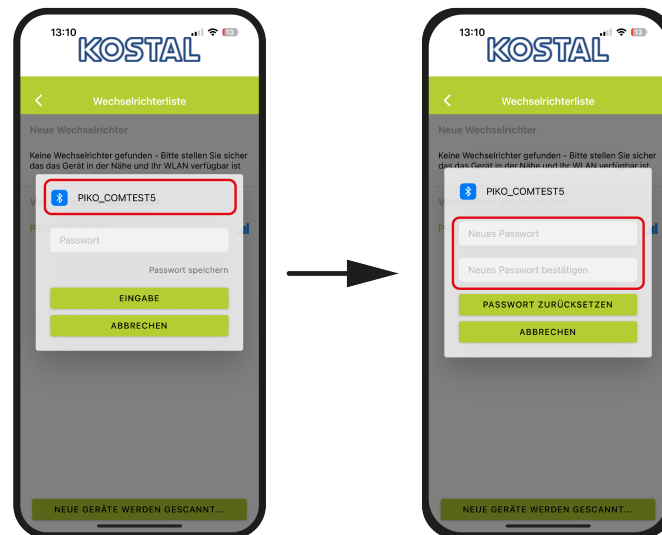 13:10
13
KOSTAL
Wechselrichterliste
Neue Wechselrichter
Keine Wechselrichter gefunden - Bitte stellen Sie sicher
das das Gerät in der Nähe und Ihr WLAN verfügbar ist
PIKO_COMTEST5
Passwort
Passwort speichern
EINGABE
ABBRECHEN
NEUE GERÄTE WERDEN GESCANNT...
13:10
13
KOSTAL
Wechselrichterliste
Neue Wechselrichter
Keine Wechselrichter gefunden - Bitte stellen Sie sicher
das das Gerät in der Nähe und Ihr WLAN verfügbar ist
PIKO_COMTEST5
Neues Passwort
Neues Passwort bestätigen
PASSWORT ZURÜCKSETZEN
ABBRECHEN
NEUE GERÄTE WERDEN GESCANNT...